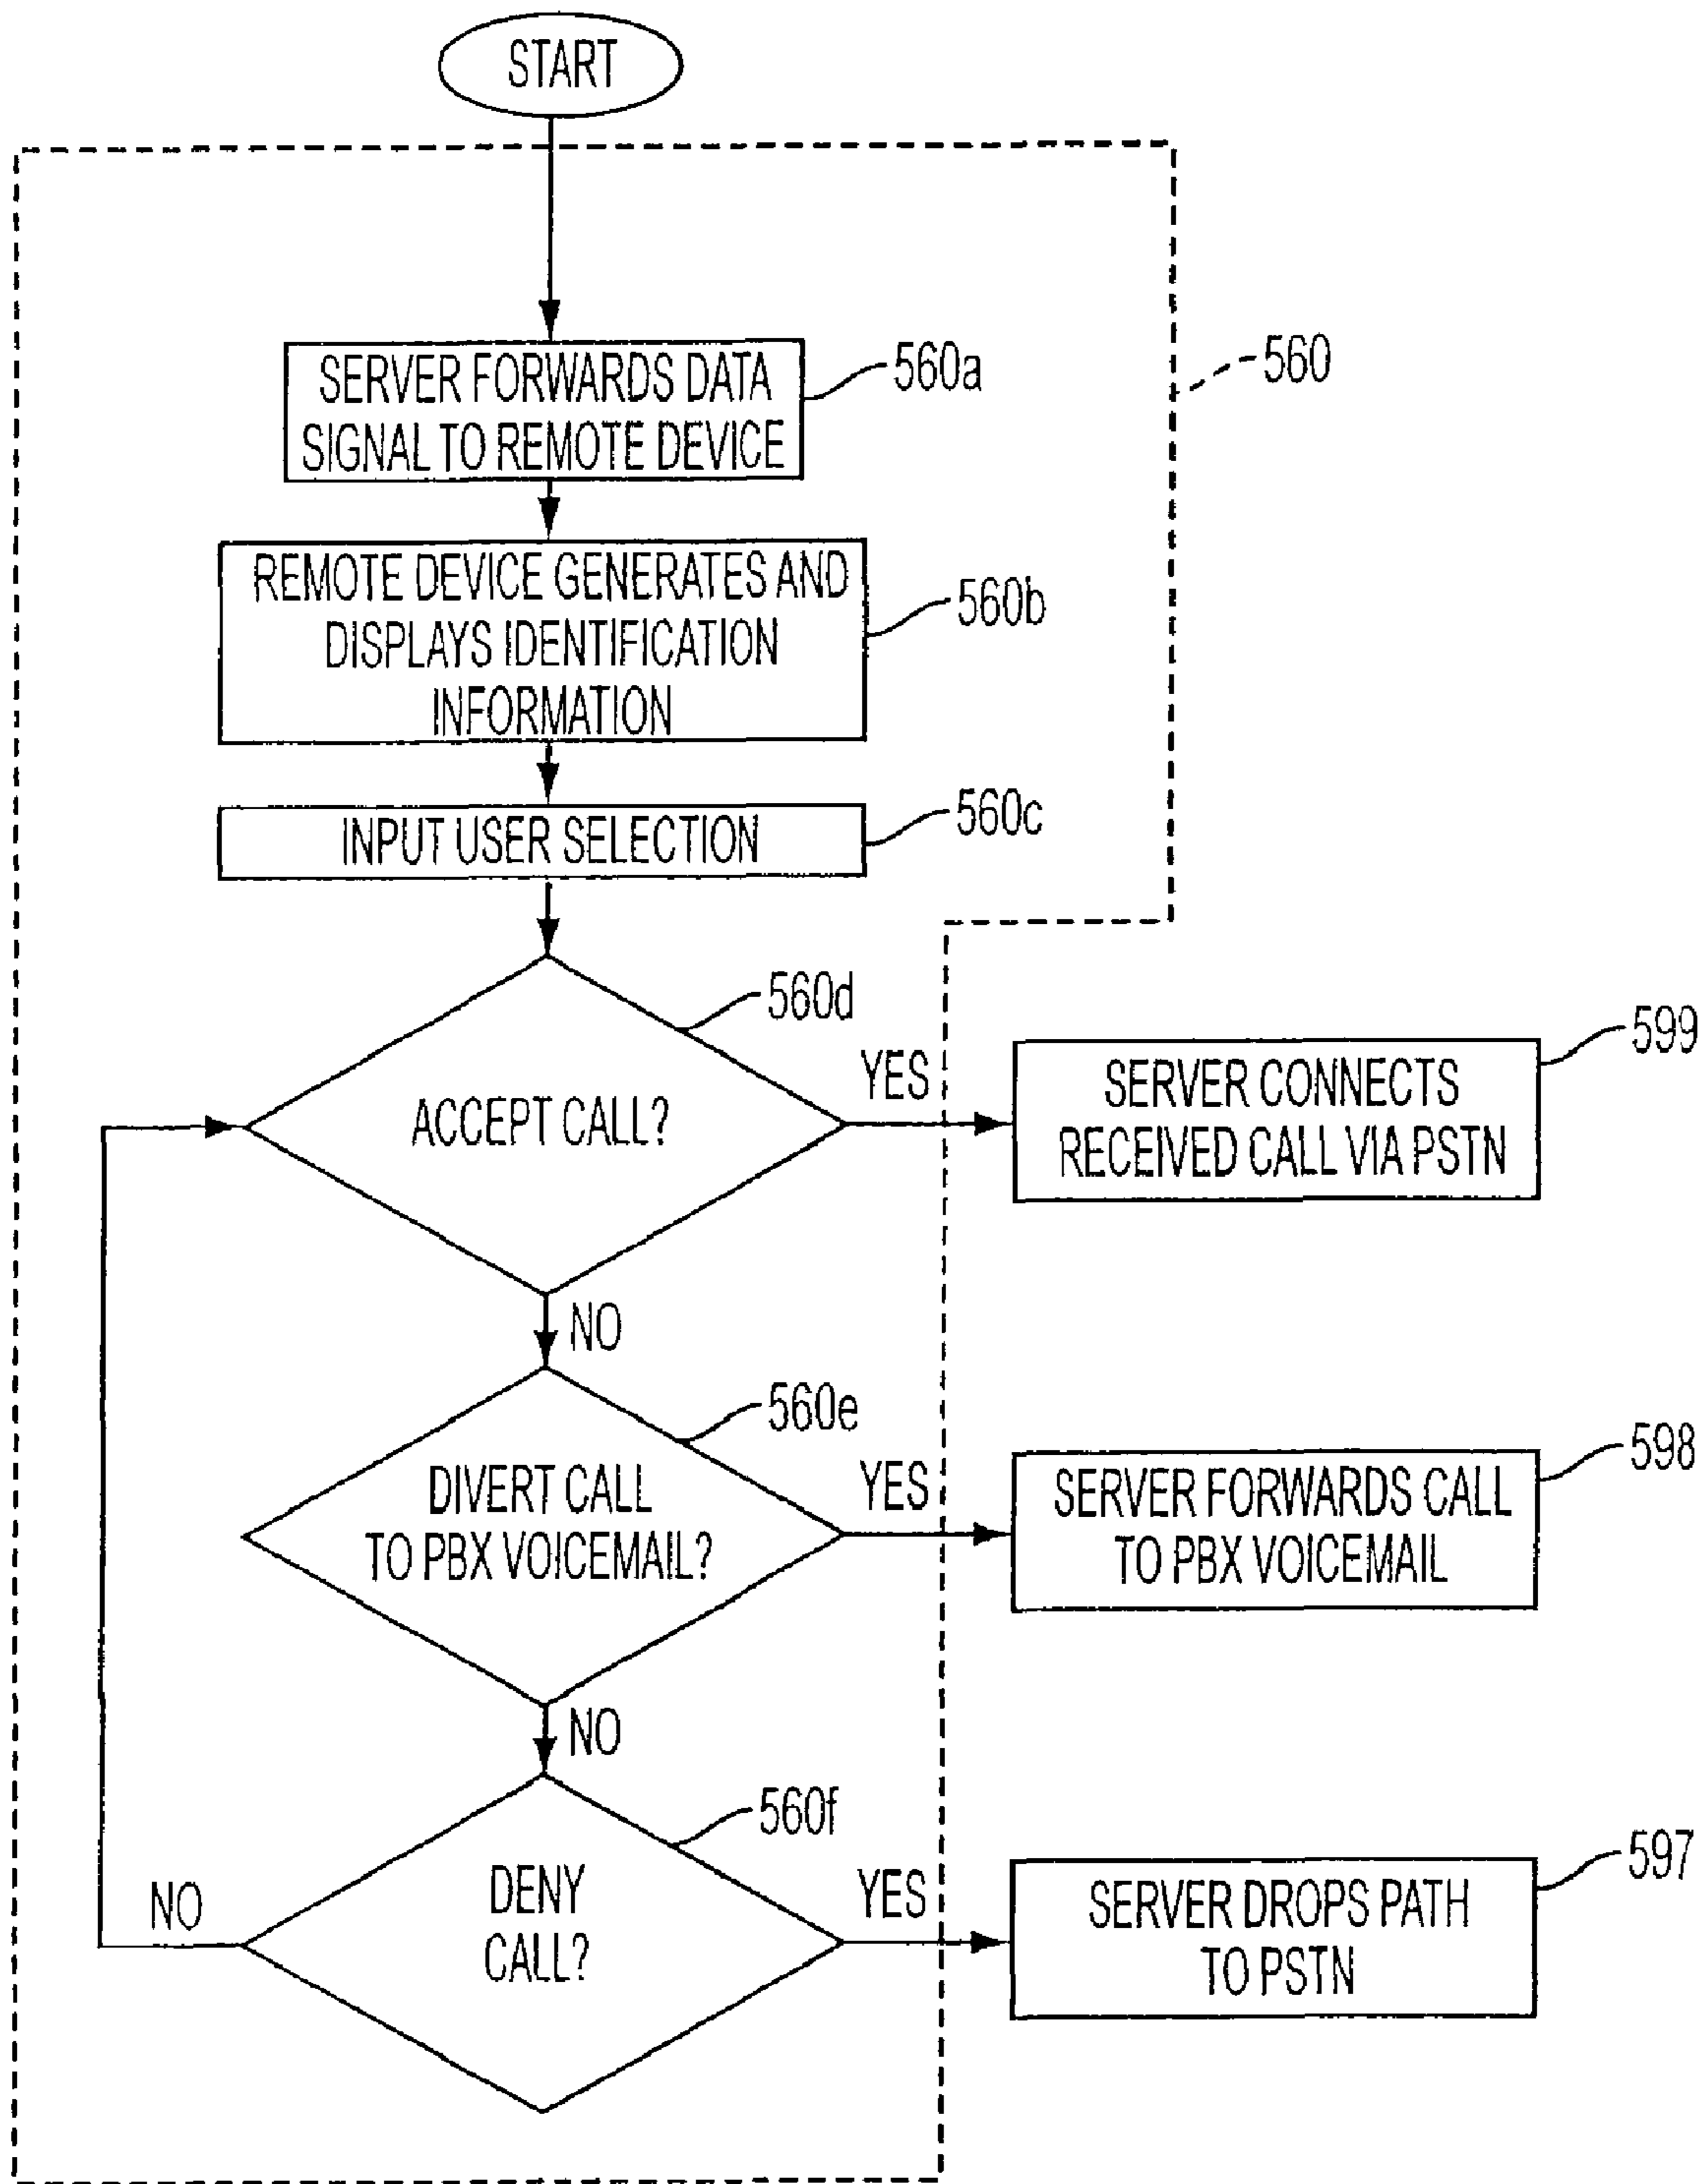 START
560
SERVER FORWARDS DATA
SIGNAL TO REMOTE DEVICE
560a
REMOTE DEVICE GENERATES AND
DISPLAYS IDENTIFICATION
INFORMATION
560b
INPUT USER SELECTION
560c
560d
ACCEPT CALL?
YES
599
SERVER CONNECTS
RECEIVED CALL VIA PSTN
NO
560e
DIVERT CALL
TO PBX VOICEMAIL?
YES
598
SERVER FORWARDS CALL
TO PBX VOICEMAIL
NO
560f
DENY
CALL?
NO
YES
597
SERVER DROPS PATH
TO PSTN